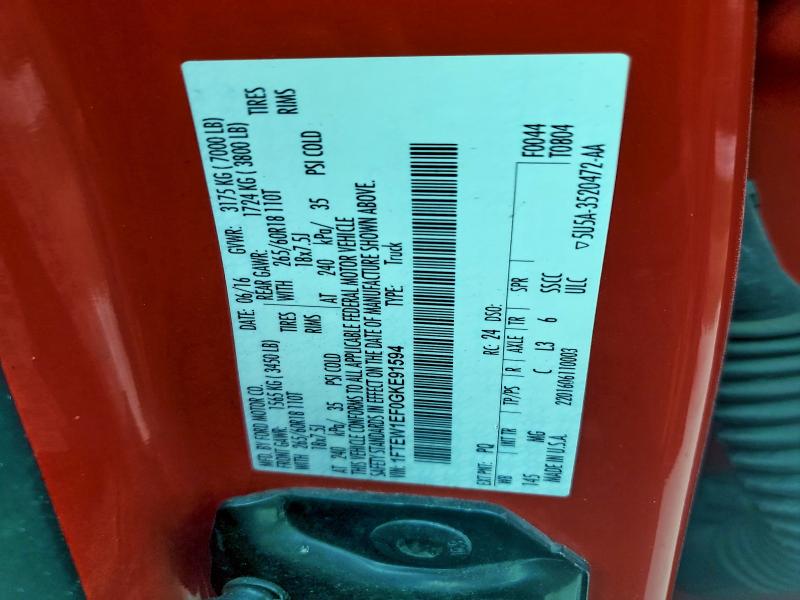 MFD. BY FORD MOTOR CO.
DATE: 06/16 GVWR: 3175 KG ( 7000 LB)
FRONT GAWR: 1565 KG ( 3450 LB) REAR GAWR: 1724 KG ( 3800 LB)
WITH 265/60R18 110T TIRES WITH 265/60R18 110T TIRES
18x7.5J RIMS 18x7.5J RIMS
AT 240 kPa/ 35 PSI COLD AT 240 kPa/ 35 PSI COLD
THIS VEHICLE CONFORMS TO ALL APPLICABLE FEDERAL MOTOR VEHICLE
SAFETY STANDARDS IN EFFECT ON THE DATE OF MANUFACTURE SHOWN ABOVE.
VIN: 1FTEW1EF0GKE91594 TYPE: Truck
F0044
T0804
EXT PNT: PQ RC: 24 DSO:
WB INT TR TP/PS R AXLE TR SPR
145 MG C L3 6 SSCC
MADE IN U.S.A. 220160611D003 ULC
▽5U5A-3520472-AA